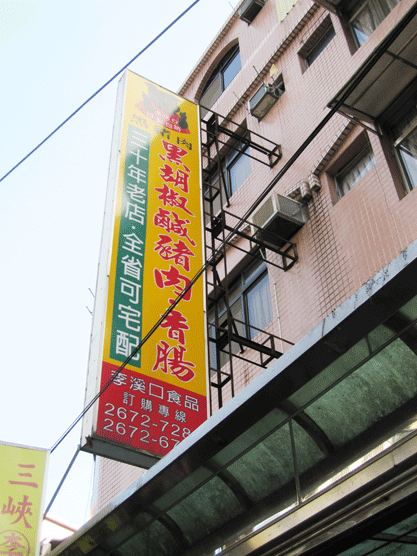 黑胡椒鹹豬肉香腸
三十年老店·全省可宅配
李溪口食品
訂購專線
2672-728
2672-67
三峽李